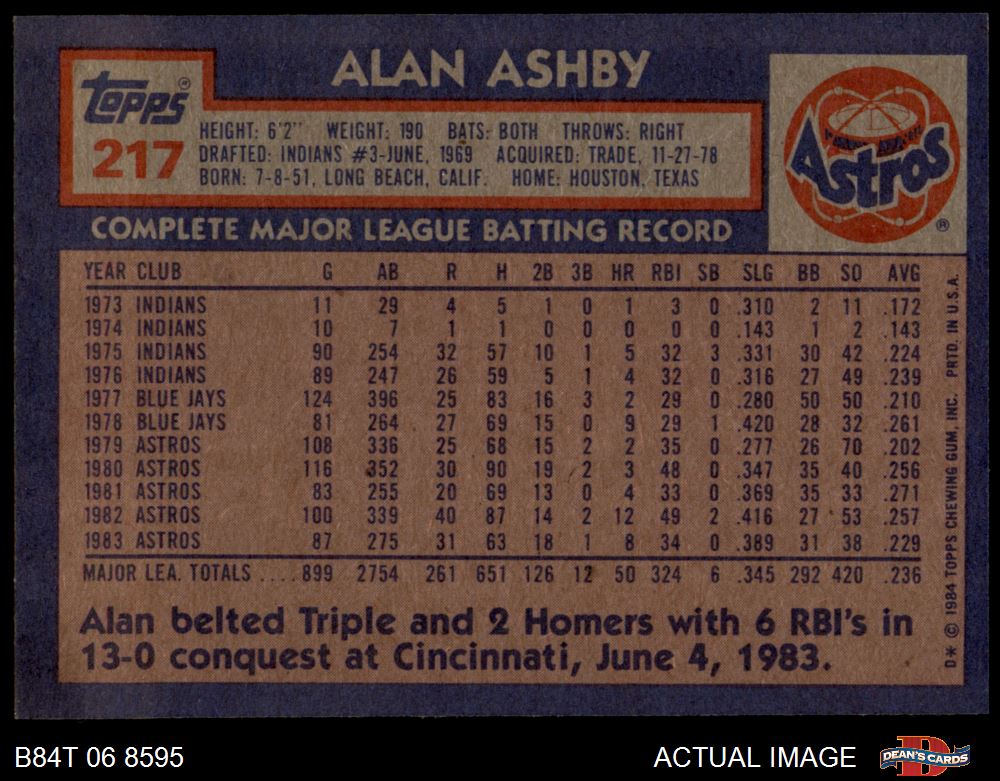 ALAN ASHBY
Topps®
217
HEIGHT: 6'2" WEIGHT: 190 BATS: BOTH THROWS: RIGHT
DRAFTED: INDIANS #3-JUNE, 1969 ACQUIRED: TRADE, 11-27-78
BORN: 7-8-51, LONG BEACH, CALIF. HOME: HOUSTON, TEXAS
Astros
®
COMPLETE MAJOR LEAGUE BATTING RECORD
YEAR CLUB G AB R H 2B 3B HR RBI SB SLG BB SO AVG
1973 INDIANS 11 29 4 5 1 0 1 3 0 .310 2 11 .172
1974 INDIANS 10 7 1 1 0 0 0 0 0 .143 1 2 .143
1975 INDIANS 90 254 32 57 10 1 5 32 3 .331 30 42 .224
1976 INDIANS 89 247 26 59 5 1 4 32 0 .316 27 49 .239
1977 BLUE JAYS 124 396 25 83 16 3 2 29 0 .280 50 50 .210
1978 BLUE JAYS 81 264 27 69 15 0 9 29 1 .420 28 32 .261
1979 ASTROS 108 336 25 68 15 2 2 35 0 .277 26 70 .202
1980 ASTROS 116 352 30 90 19 2 3 48 0 .347 35 40 .256
1981 ASTROS 83 255 20 69 13 0 4 33 0 .369 35 33 .271
1982 ASTROS 100 339 40 87 14 2 12 49 2 .416 27 53 .257
1983 ASTROS 87 275 31 63 18 1 8 34 0 .389 31 38 .229
MAJOR LEA. TOTALS ....899 2754 261 651 126 12 50 324 6 .345 292 420 .236
Alan belted Triple and 2 Homers with 6 RBI's in
13-0 conquest at Cincinnati, June 4, 1983.
D* © 1984 TOPPS CHEWING GUM, INC. PRTD. IN U.S.A.
B84T 06 8595
ACTUAL IMAGE
DEAN'S CARDS